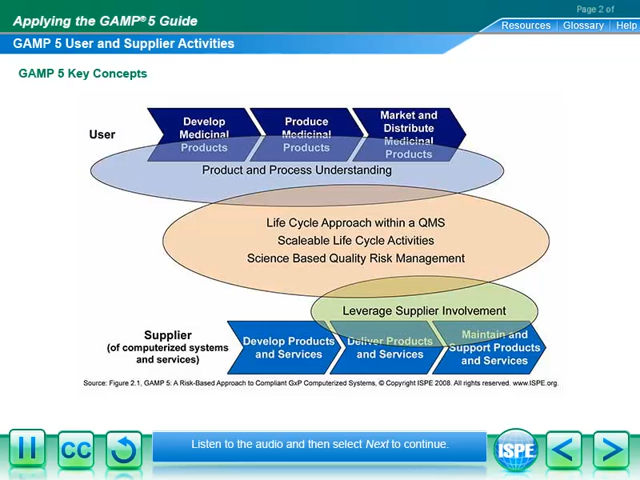 Page 2 of
Applying the GAMP® 5 Guide
Resources | Glossary | Help
GAMP 5 User and Supplier Activities
GAMP 5 Key Concepts
User
Develop
Medicinal
Products
Produce
Medicinal
Products
Market and
Distribute
Medicinal
Products
Product and Process Understanding
Life Cycle Approach within a QMS
Scaleable Life Cycle Activities
Science Based Quality Risk Management
Leverage Supplier Involvement
Supplier
(of computerized systems
and services)
Develop Products
and Services
Deliver Products
and Services
Maintain and
Support Products
and Services
Source: Figure 2.1, GAMP 5: A Risk-Based Approach to Compliant GxP Computerized Systems, © Copyright ISPE 2008. All rights reserved. www.ISPE.org.
CC
Listen to the audio and then select Next to continue.
ISPE